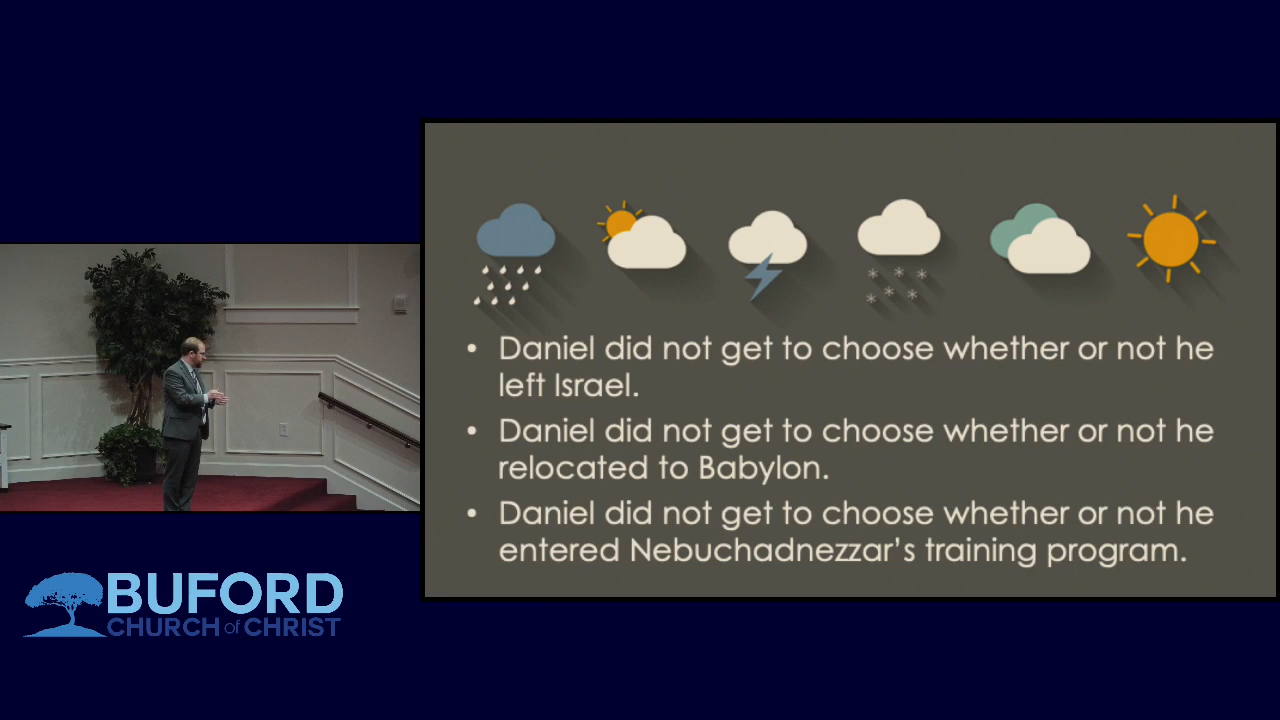 • Daniel did not get to choose whether or not he
left Israel.
• Daniel did not get to choose whether or not he
relocated to Babylon.
• Daniel did not get to choose whether or not he
entered Nebuchadnezzar’s training program.
BUFORD
CHURCH of CHRIST